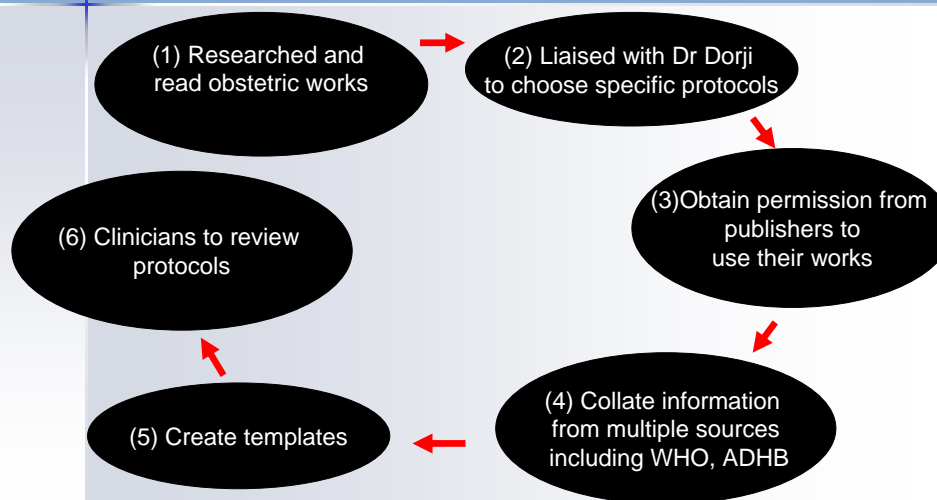 (1) Researched and
read obstetric works
(2) Liaised with Dr Dorji
to choose specific protocols
(3)Obtain permission from
publishers to
use their works
(4) Collate information
from multiple sources
including WHO, ADHB
(5) Create templates
(6) Clinicians to review
protocols